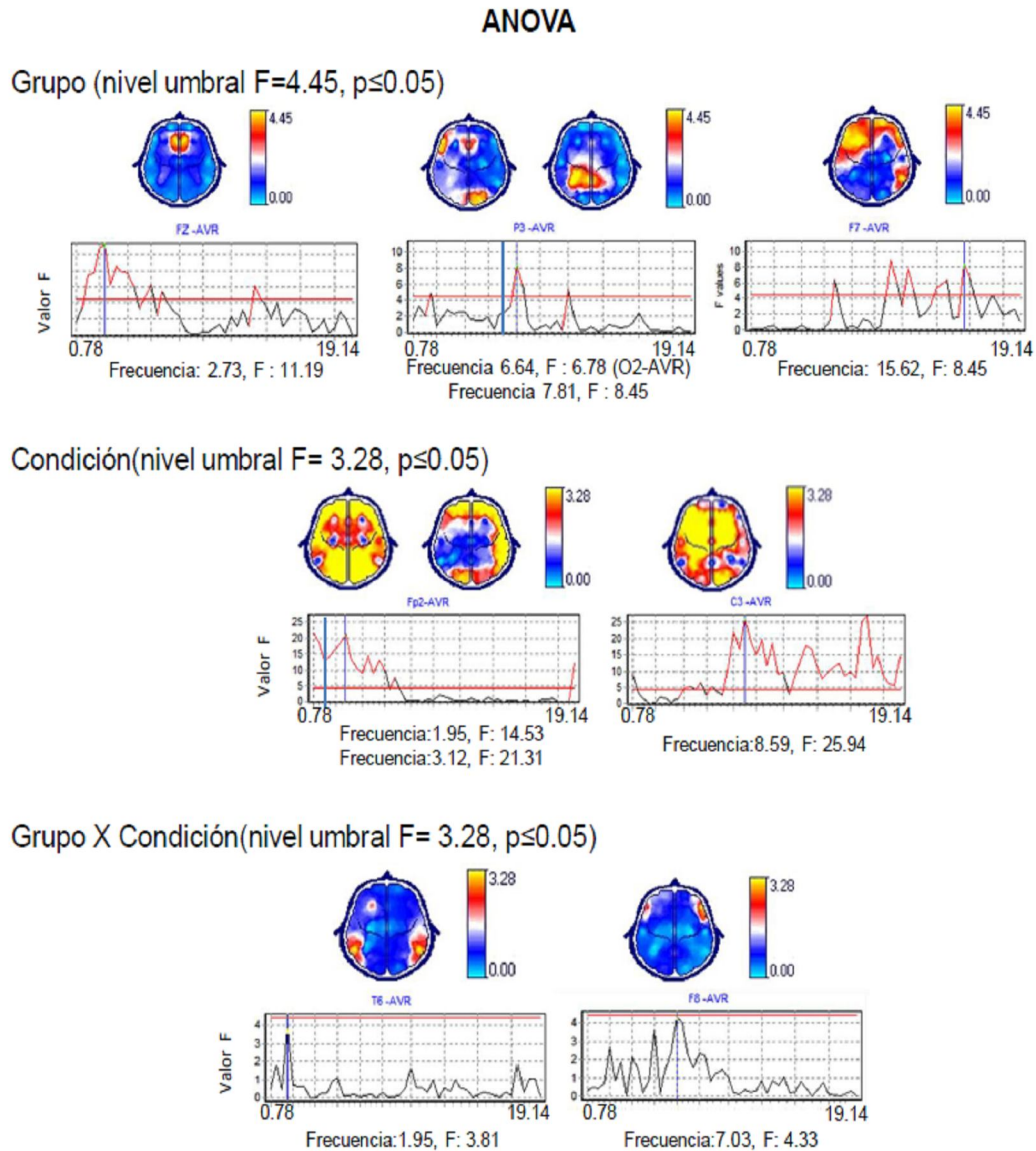 ANOVA
Grupo (nivel umbral F=4.45, p≤0.05)
4.45
0.00
4.45
0.00
4.45
0.00
FZ-AVR
P3-AVR
F7-AVR
Valor F
10
8
6
4
2
0
F values
10
8
6
4
2
0
0.78
19.14
0.78
19.14
0.78
19.14
Frecuencia: 2.73, F : 11.19
Frecuencia 6.64, F : 6.78 (O2-AVR)
Frecuencia 7.81, F : 8.45
Frecuencia: 15.62, F: 8.45
Condición(nivel umbral F= 3.28, p≤0.05)
3.28
0.00
3.28
0.00
Fp2-AVR
C3-AVR
Valor F
25
20
15
10
5
0
25
20
15
10
5
0
0.78
19.14
0.78
19.14
Frecuencia:1.95, F: 14.53
Frecuencia:3.12, F: 21.31
Frecuencia:8.59, F: 25.94
Grupo X Condición(nivel umbral F= 3.28, p≤0.05)
3.28
0.00
3.28
0.00
T6-AVR
F8-AVR
Valor F
4
3
2
1
0
4
3
2
1
0
0.78
19.14
0.78
19.14
Frecuencia:1.95, F: 3.81
Frecuencia:7.03, F: 4.33